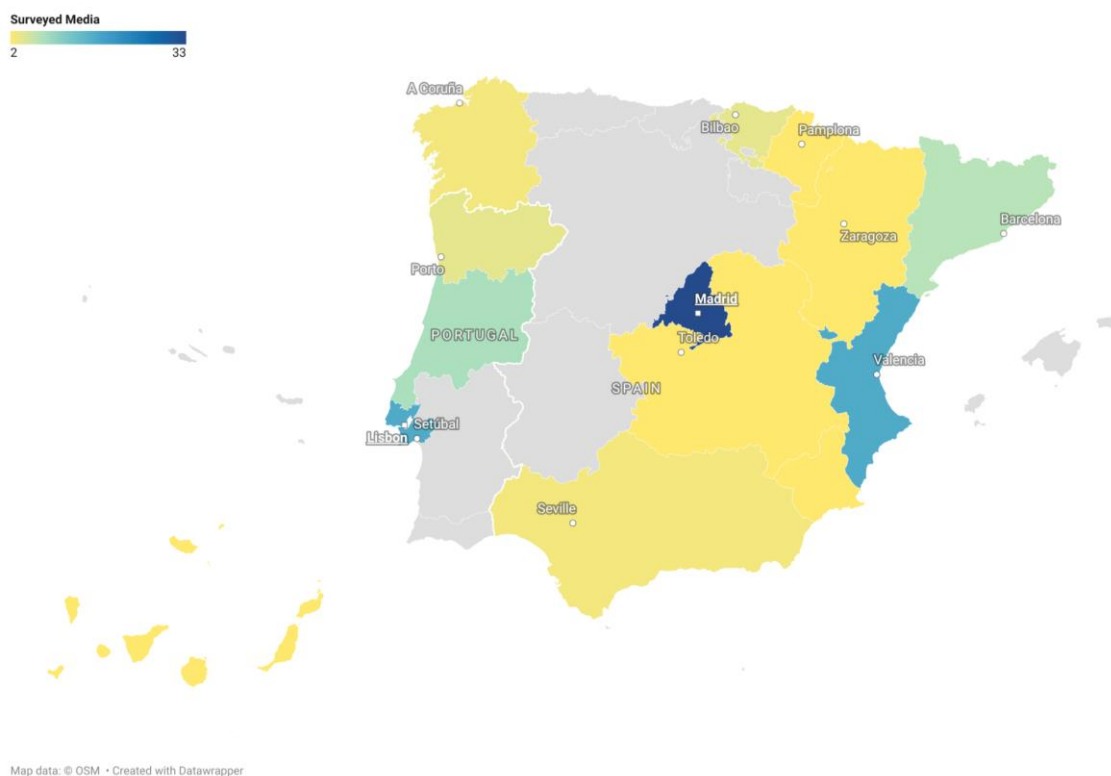 Surveyed Media
2 33
A Coruña
Bilbao
Pamplona
Barcelona
Zaragoza
Porto
Madrid
PORTUGAL
Toledo
Valencia
SPAIN
Setúbal
Lisbon
Seville
Map data: © OSM • Created with Datawrapper